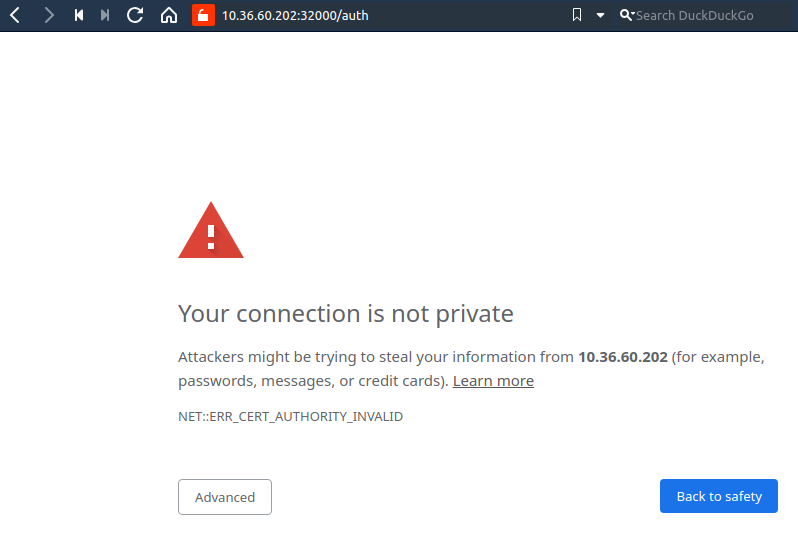 10.36.60.202:32000/auth
Search DuckDuckGo
Your connection is not private
Attackers might be trying to steal your information from 10.36.60.202 (for example,
passwords, messages, or credit cards). Learn more
NET::ERR_CERT_AUTHORITY_INVALID
Advanced
Back to safety